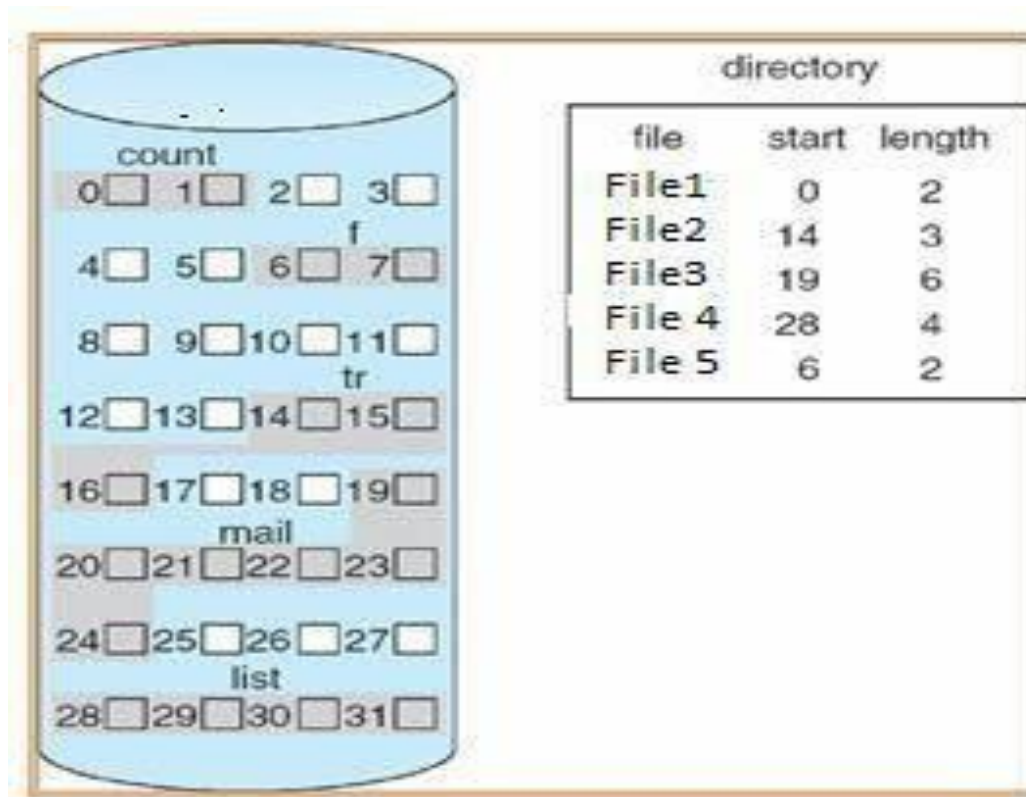 count
0 1 2 3
f
4 5 6 7
8 9 10 11
tr
12 13 14 15
16 17 18 19
mail
20 21 22 23
24 25 26 27
list
28 29 30 31
directory
file start length
File1 0 2
File2 14 3
File3 19 6
File 4 28 4
File 5 6 2